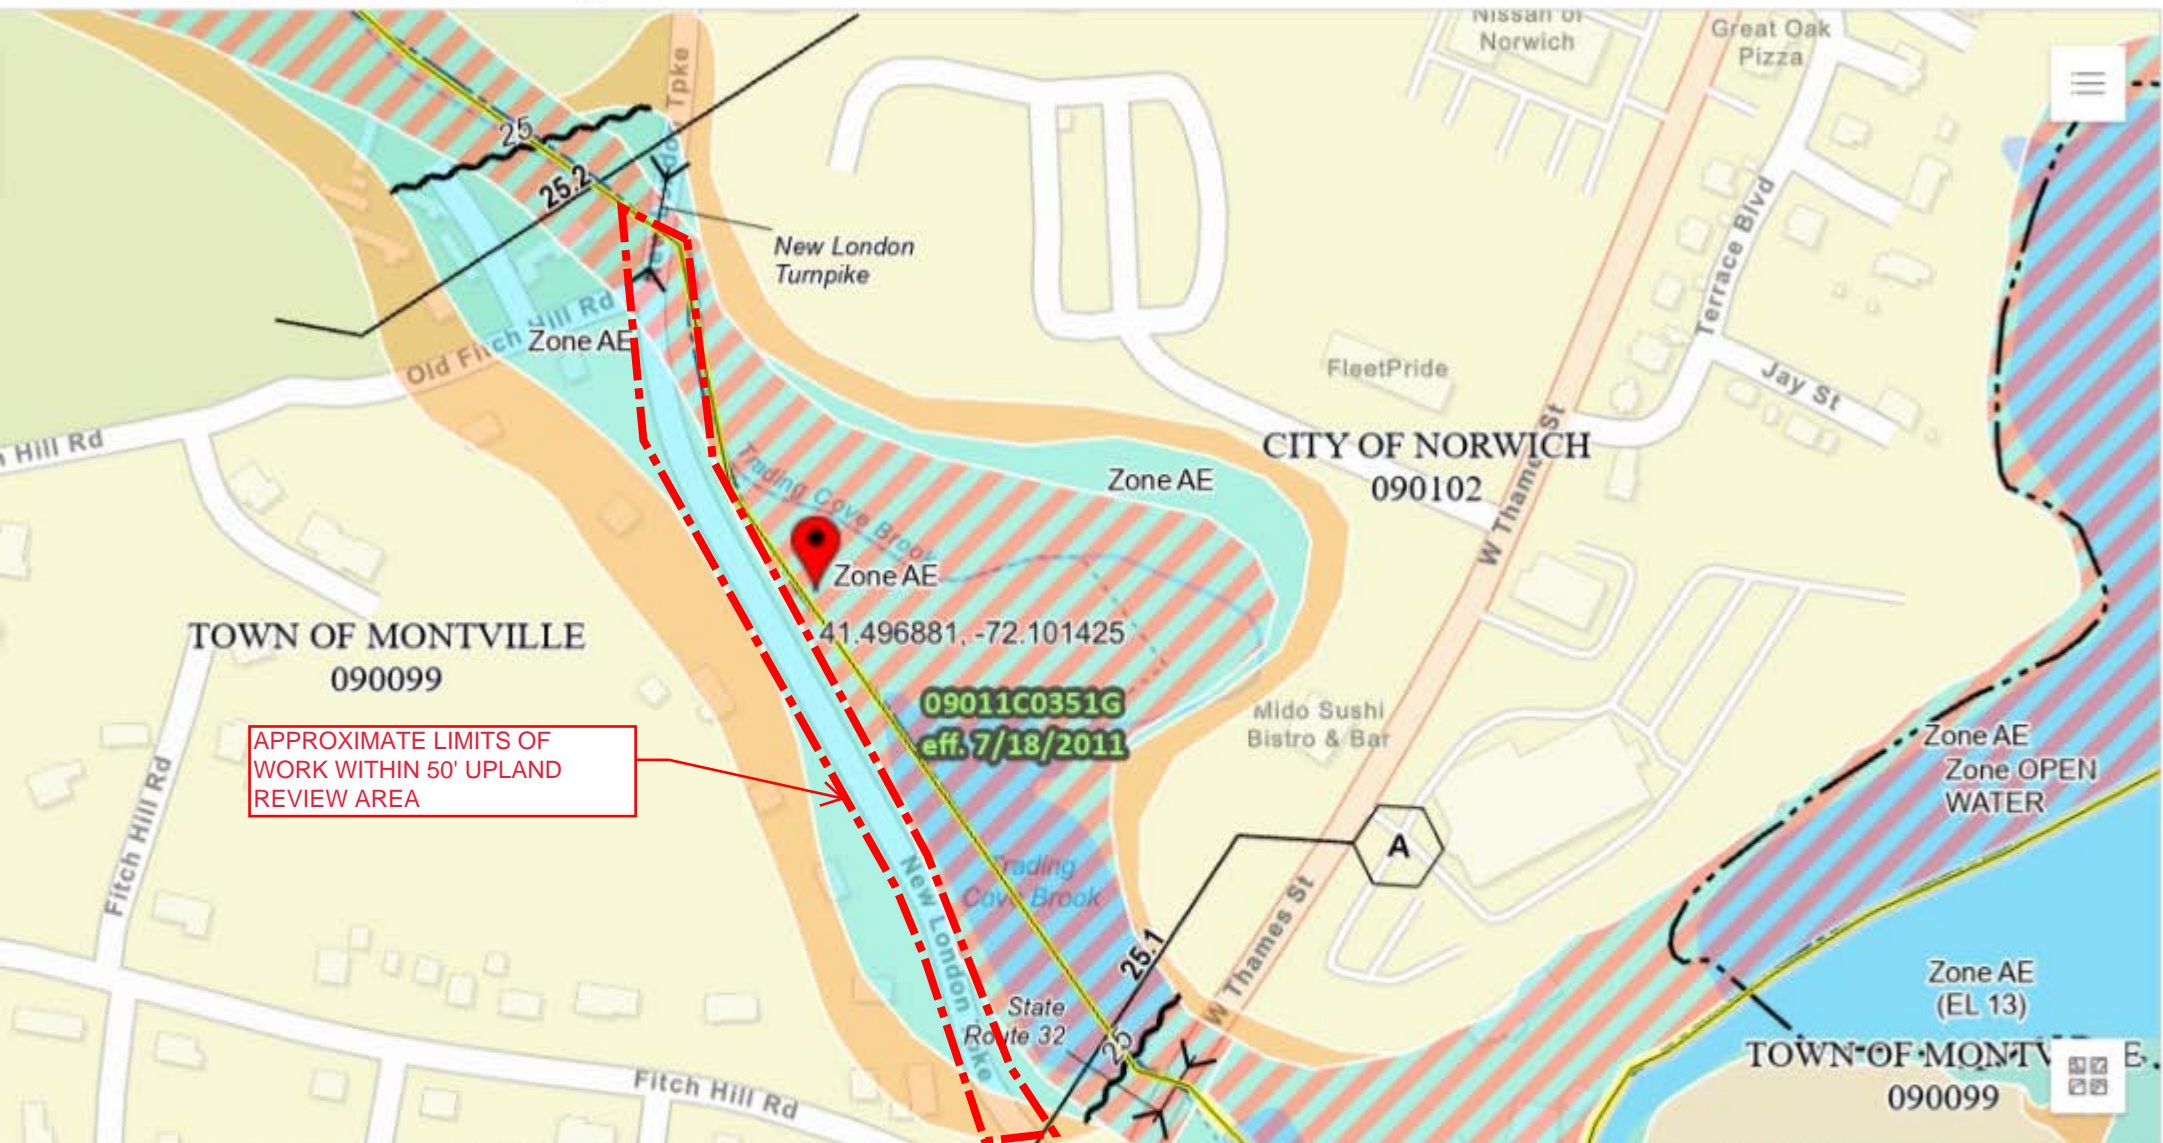 Nissan of
Norwich
Great Oak
Pizza
Tpke
25
25.2
New London
Turnpike
Terrace Blvd
Old Fitch Hill Rd
Zone AE
FleetPride
Jay St
Hill Rd
CITY OF NORWICH
090102
W Thames St
Zone AE
Trading Cove Brook
Zone AE
41.496881, -72.101425
TOWN OF MONTVILLE
090099
09011C0351G
eff. 7/18/2011
Mido Sushi
Bistro & Bar
APPROXIMATE LIMITS OF
WORK WITHIN 50' UPLAND
REVIEW AREA
Zone AE
Zone OPEN
WATER
Fitch Hill Rd
A
Trading
Cove Brook
New London Tpke
25.1
W Thames St
State
Route 32
25
Zone AE
(EL 13)
TOWN OF MONTVILLE
090099
Fitch Hill Rd